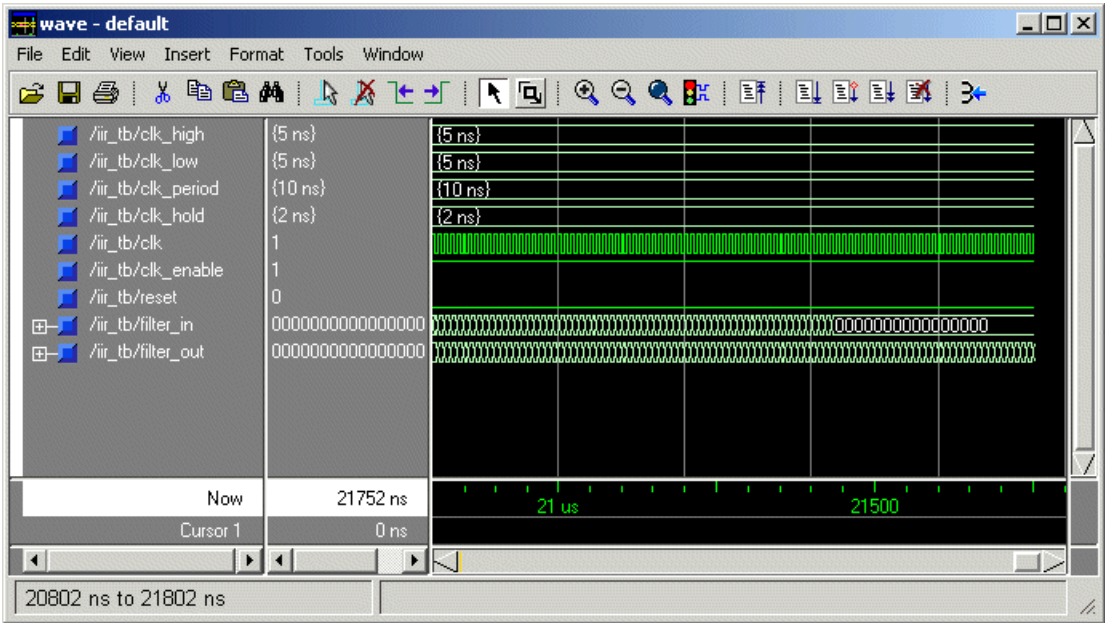 wave - default
File Edit View Insert Format Tools Window
/iir_tb/clk_high {5 ns} {5 ns}
/iir_tb/clk_low {5 ns} {5 ns}
/iir_tb/clk_period {10 ns} {10 ns}
/iir_tb/clk_hold {2 ns} {2 ns}
/iir_tb/clk 1
/iir_tb/clk_enable 1
/iir_tb/reset 0
/iir_tb/filter_in 0000000000000000 0000000000000000
/iir_tb/filter_out 0000000000000000
Now 21752 ns 21 us 21500
Cursor 1 0 ns
20802 ns to 21802 ns